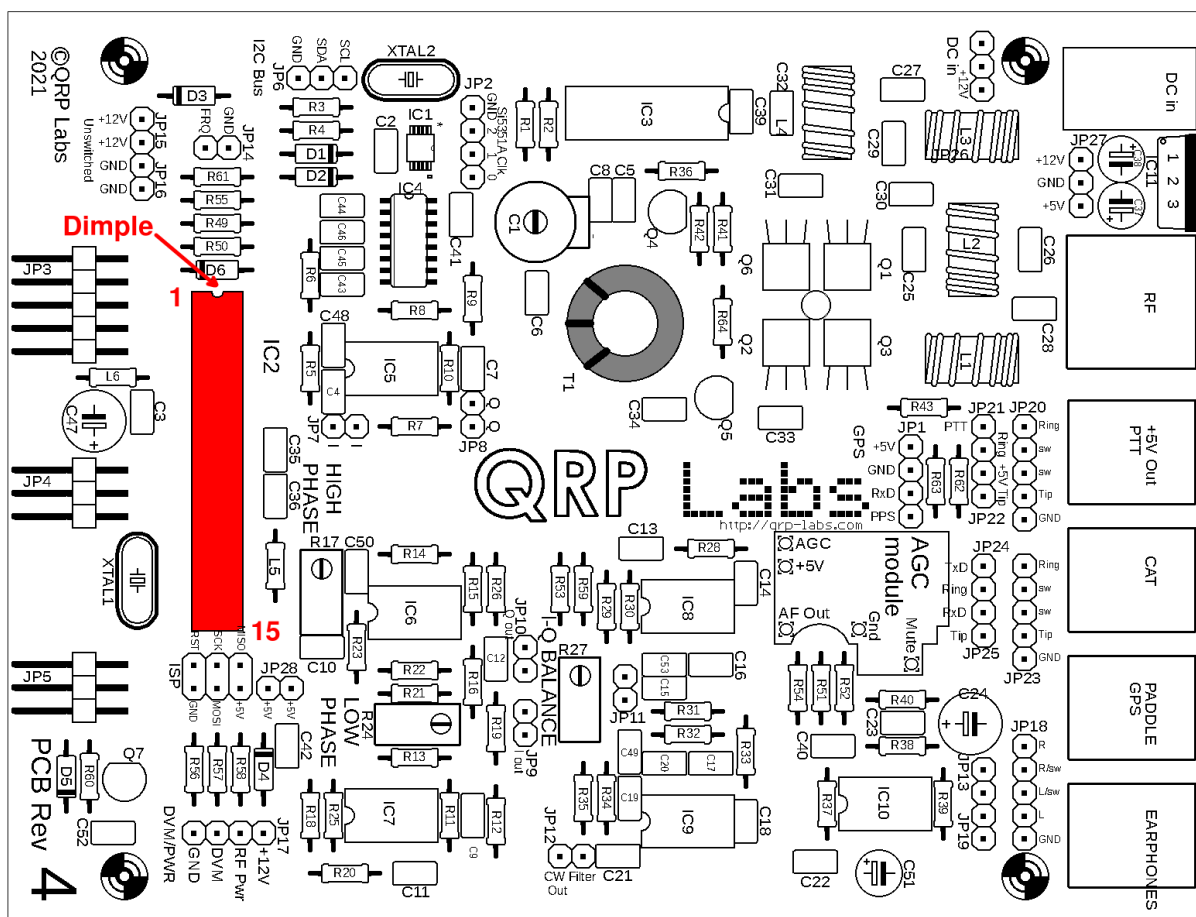 ©QRP Labs
2021
I2C Bus
JP6
GND
SDA
SCL
XTAL2
JP2
GND
2
1
0
Si5351A Clk
D3
FRQ
GND
JP14
+12V
+12V
GND
GND
Unswitched
JP15
JP16
R3
R4
D1
D2
C2
IC1
*
R1
R2
IC3
C39
C32
L4
C27
C29
DC in
+12V
DC in
L3
JP26
JP27
+12V
GND
+5V
C38
C37
IC11
1
2
3
R61
R55
R49
R50
D6
Dimple
1
15
IC2
C44
C46
C45
C43
R6
IC4
C41
R8
R9
C1
C8
C5
R36
Q4
R42
R41
C31
C30
Q6
Q1
Q2
Q3
C25
L2
C26
C28
L1
RF
C6
T1
R64
Q5
C34
C33
JP3
L6
C47
+
C3
C48
R5
C4
IC5
R10
C7
JP7
I
I
R7
Q
Q
JP8
QRP
Labs
http://qrp-labs.com
R43
JP1
GPS
+5V
GND
RxD
PPS
R63
R62
JP21
PTT
Ring
+5V
Tip
JP22
JP20
Ring
sw
sw
Tip
GND
+5V Out
PTT
JP4
XTAL1
C35
C36
HIGH
PHASE
L5
R17
C50
C10
R14
IC6
R23
R15
R26
R22
R21
R24
R13
LOW
PHASE
R16
C12
R19
JP10
Q out
JP9
I out
I-Q BALANCE
R27
R53
R59
R29
R30
C13
R28
IC8
C14
C53
C15
C16
JP11
R31
R32
C49
C20
C17
R33
AGC
+5V
AF Out
Gnd
Mute
AGC
module
JP24
TxD
Ring
RxD
Tip
JP25
Ring
sw
sw
Tip
GND
JP23
CAT
R54
R51
R52
R40
C23
R38
C24
+
C40
JP5
RST
SCK
MISO
ISP
GND
MOSI
+5V
JP28
+5V
+5V
C42
R56
R57
R58
D4
Q7
D5
R60
C52
PCB Rev
4
DVM/PWR
GND
DVM
RF Pwr
+12V
JP17
R18
R25
IC7
R11
C9
R12
R20
C11
R35
R34
C19
IC9
C18
JP12
CW Filter
Out
C21
R37
IC10
R39
C22
C51
+
JP13
JP19
JP18
R
R/sw
L/sw
L
GND
PADDLE
GPS
EARPHONES